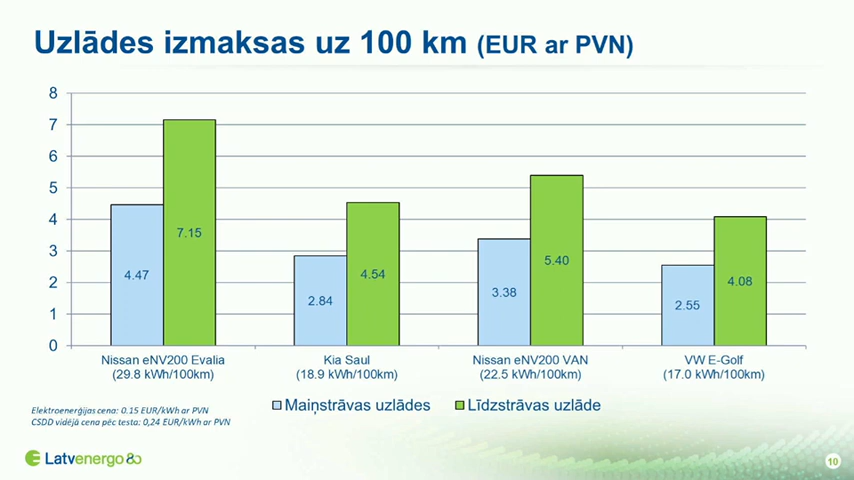 Uzlādes izmaksas uz 100 km (EUR ar PVN)
8
7
6
5
4
3
2
1
0
4.47
7.15
2.84
4.54
3.38
5.40
2.55
4.08
Nissan eNV200 Evalia
(29.8 kWh/100km)
Kia Saul
(18.9 kWh/100km)
Nissan eNV200 VAN
(22.5 kWh/100km)
VW E-Golf
(17.0 kWh/100km)
Maiņstrāvas uzlādes
Līdzstrāvas uzlāde
Elektroenerģijas cena: 0.15 EUR/kWh ar PVN
CSDD vidējā cena pēc testa: 0,24 EUR/kWh ar PVN
Latvenergo 80
10